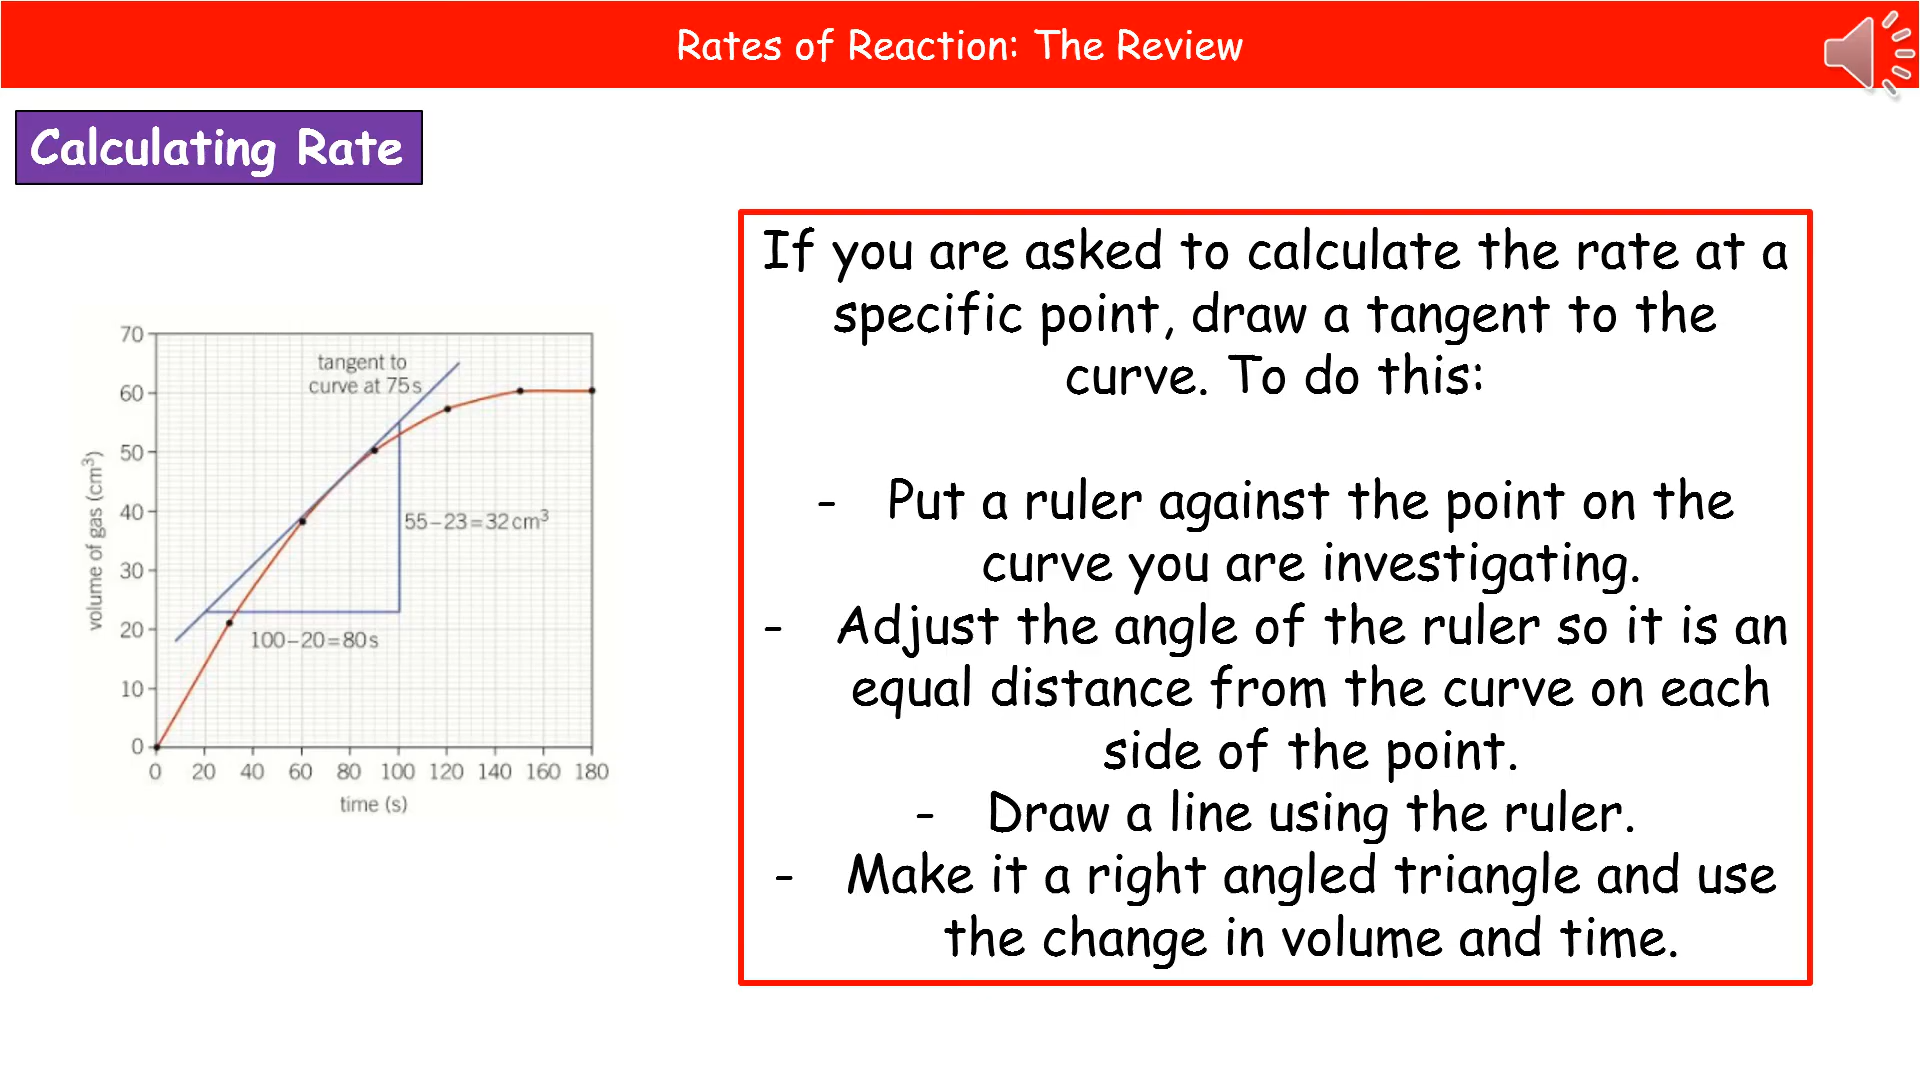 Rates of Reaction: The Review
Calculating Rate
70
60
50
40
30
20
10
0
volume of gas (cm³)
tangent to
curve at 75 s
55 – 23 = 32 cm³
100 – 20 = 80 s
0 20 40 60 80 100 120 140 160 180
time (s)
If you are asked to calculate the rate at a
specific point, draw a tangent to the
curve. To do this:
- Put a ruler against the point on the
curve you are investigating.
- Adjust the angle of the ruler so it is an
equal distance from the curve on each
side of the point.
- Draw a line using the ruler.
- Make it a right angled triangle and use
the change in volume and time.